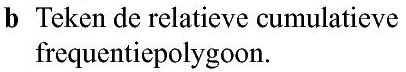 b Teken de relatieve cumulatieve
frequentiepolygoon.